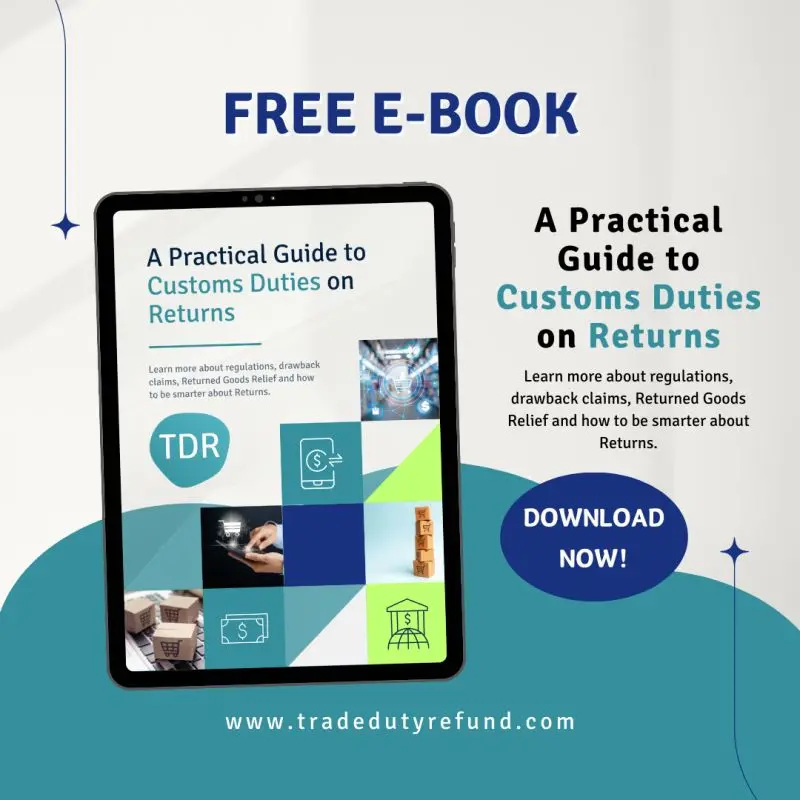 FREE E-BOOK
A Practical Guide to
Customs Duties on
Returns
Learn more about regulations, drawback
claims, Returned Goods Relief and how
to be smarter about Returns.
TDR
$
$
$
$
A Practical
Guide to
Customs Duties
on Returns
Learn more about regulations,
drawback claims, Returned Goods
Relief and how to be smarter about
Returns.
DOWNLOAD
NOW!
www.tradedutyrefund.com